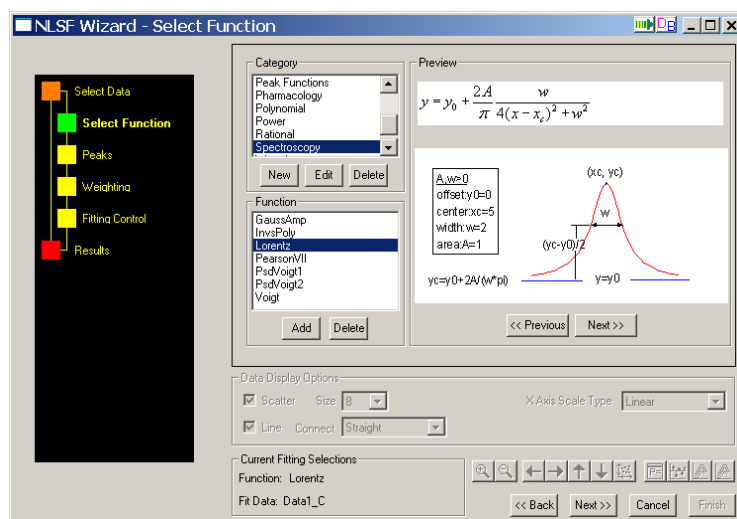 NLSF Wizard - Select Function
DB
Select Data
Select Function
Peaks
Weighting
Fitting Control
Results
Category
Peak Functions
Pharmacology
Polynomial
Power
Rational
Spectroscopy
New Edit Delete
Function
GaussAmp
InvsPoly
Lorentz
PearsonVII
PsdVoigt1
PsdVoigt2
Voigt
Add Delete
Preview
y = y₀ + 2A/π w/(4(x − x_c)² + w²)
A,w>0
offset:y0=0
center:xc=5
width:w=2
area:A=1
(xc, yc)
w
(yc-y0)/2
yc=y0+2A/(w*pi)
y=y0
<< Previous Next >>
Data Display Options
Scatter Size 8 X Axis Scale Type Linear
Line Connect Straight
Current Fitting Selections
Function: Lorentz
Fit Data: Data1_C
P=
<< Back Next >> Cancel Finish